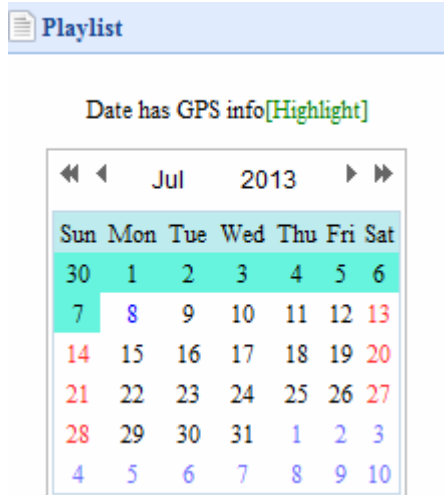 Playlist
Date has GPS info[Highlight]
Jul 2013
Sun Mon Tue Wed Thu Fri Sat
30 1 2 3 4 5 6
7 8 9 10 11 12 13
14 15 16 17 18 19 20
21 22 23 24 25 26 27
28 29 30 31 1 2 3
4 5 6 7 8 9 10